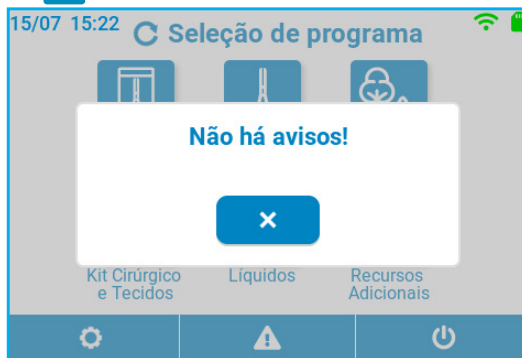 15/07 15:22 Seleção de programa
Não há avisos!
Kit Cirúrgico
e Tecidos
Líquidos
Recursos
Adicionais